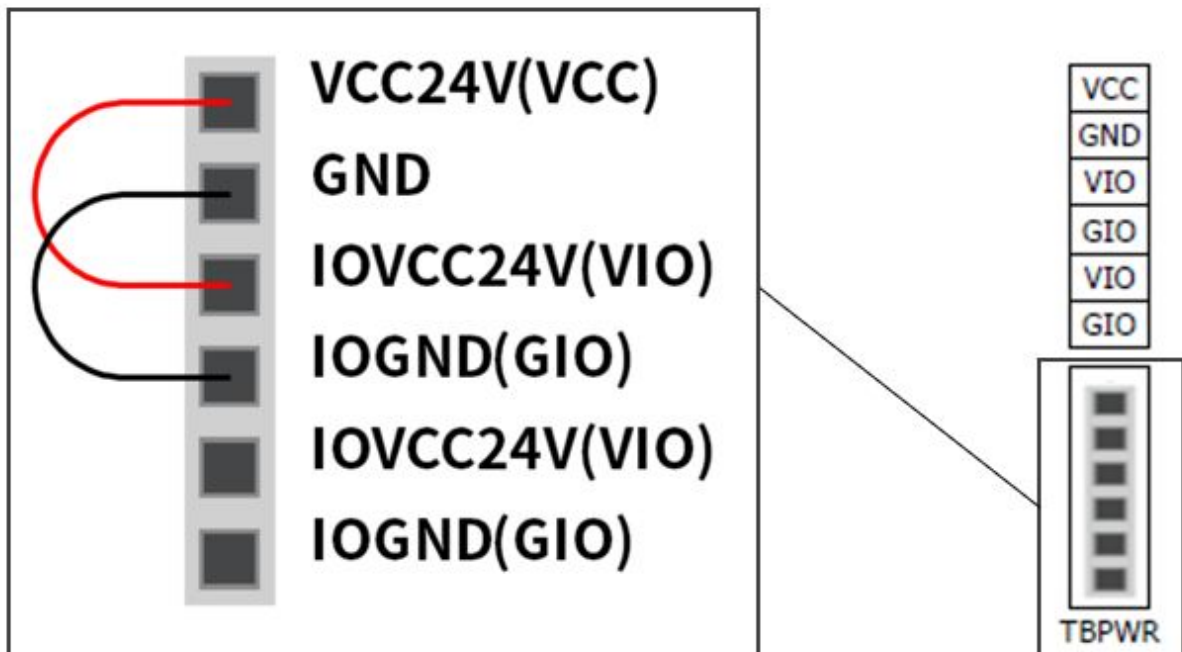 VCC24V(VCC)
GND
IOVCC24V(VIO)
IOGND(GIO)
IOVCC24V(VIO)
IOGND(GIO)
VCC
GND
VIO
GIO
VIO
GIO
TBPWR